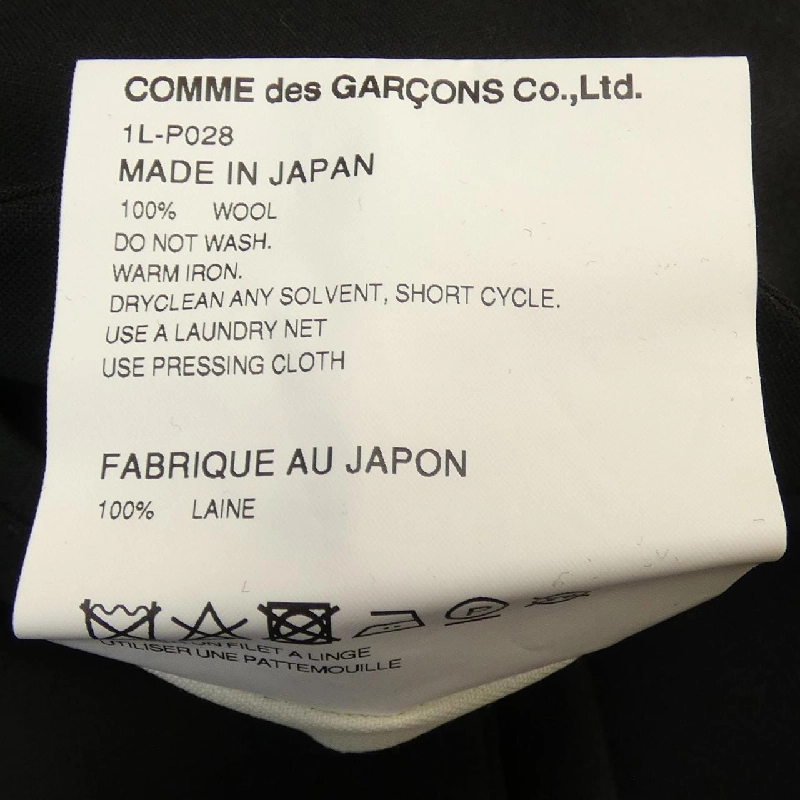 COMME des GARÇONS Co.,Ltd.
1L-P028
MADE IN JAPAN
100% WOOL
DO NOT WASH.
WARM IRON.
DRYCLEAN ANY SOLVENT, SHORT CYCLE.
USE A LAUNDRY NET
USE PRESSING CLOTH
FABRIQUE AU JAPON
100% LAINE
P
UN FILET A LINGE
UTILISER UNE PATTEMOUILLE